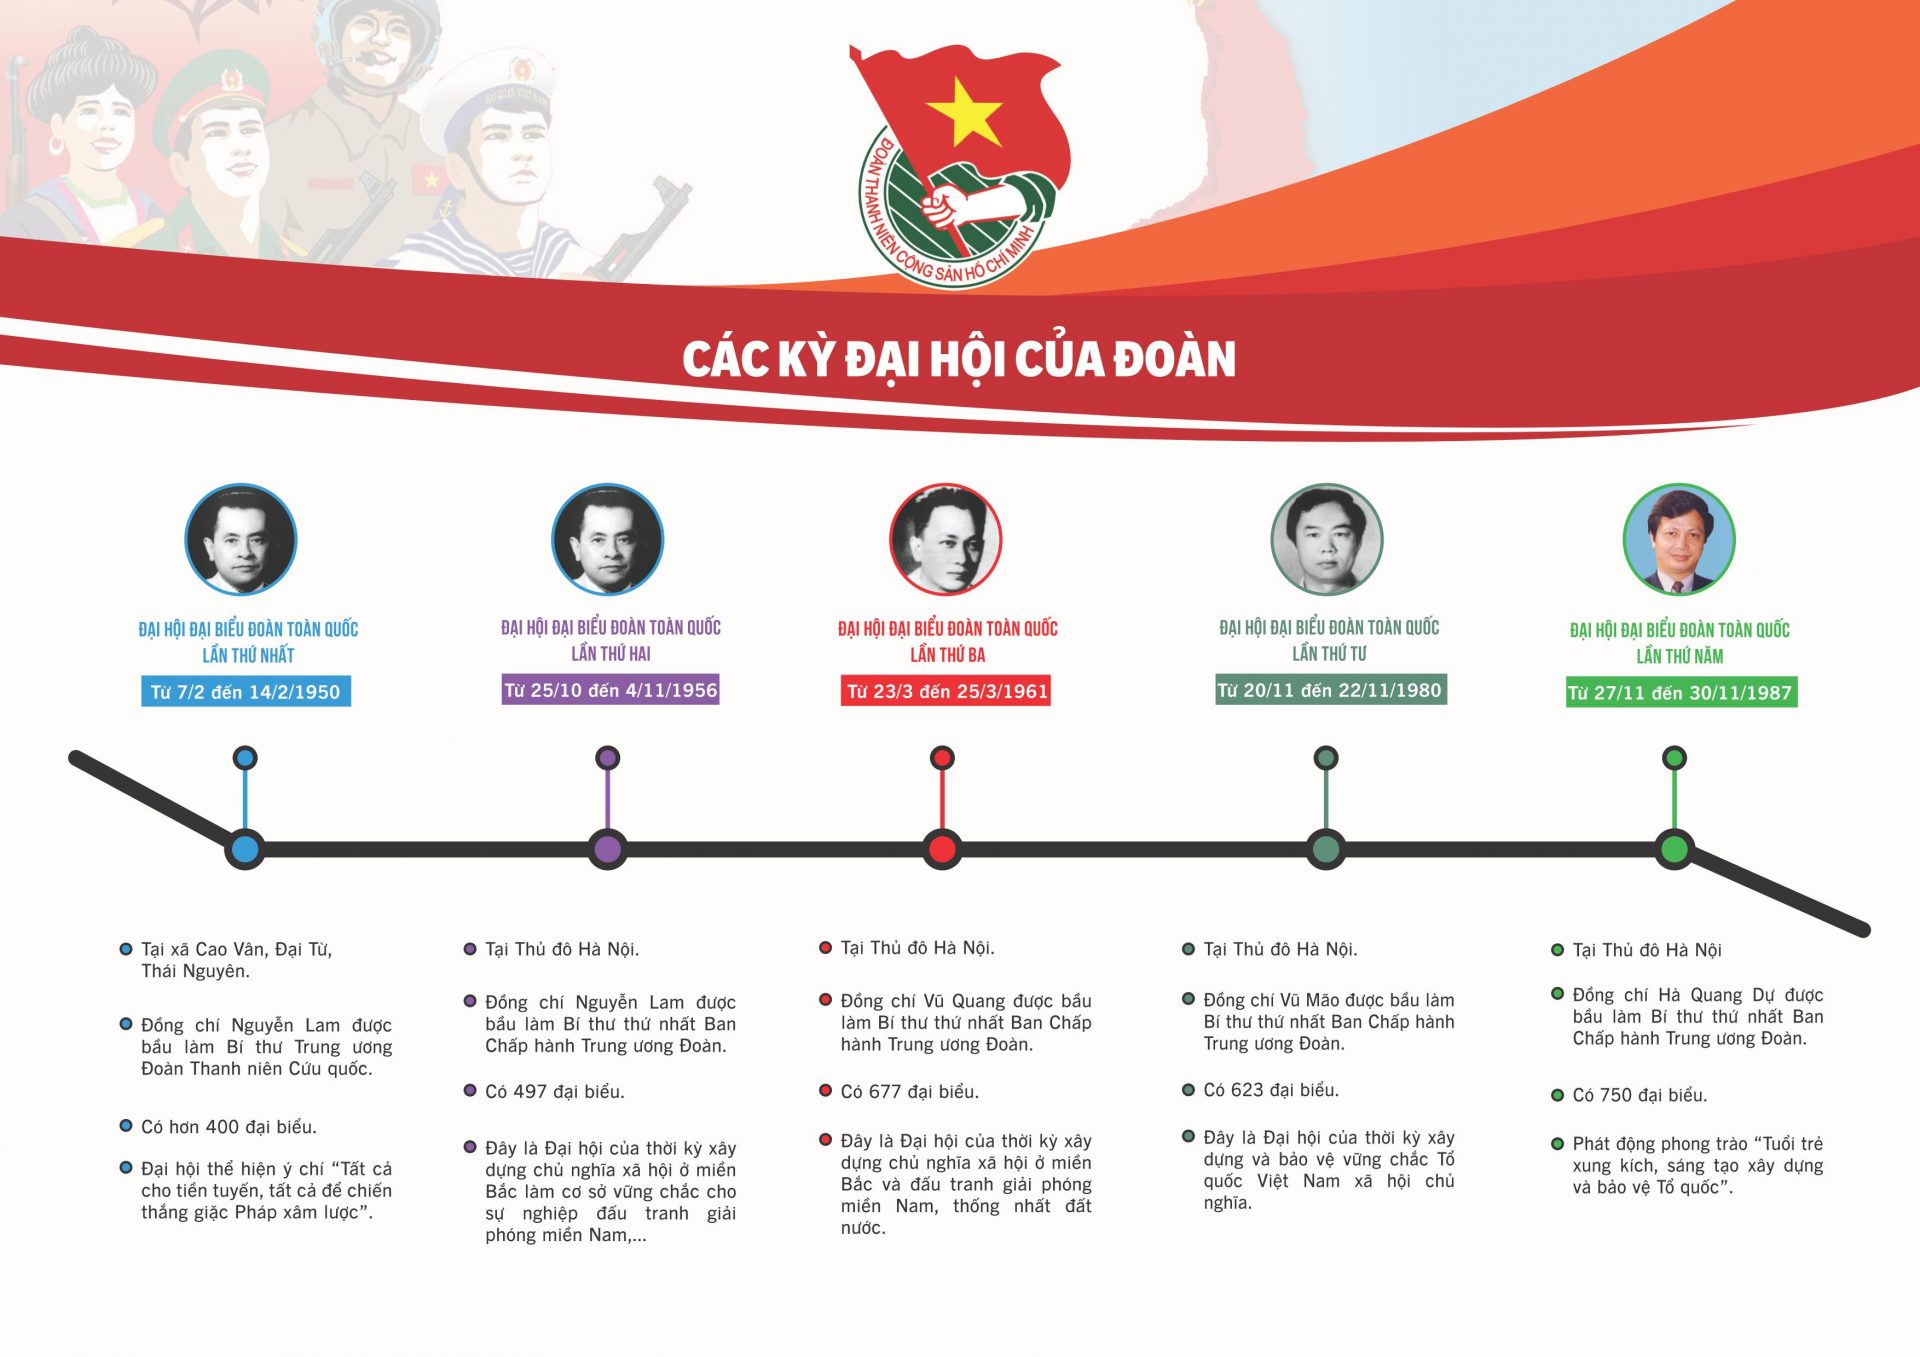 HẢI QUÂN VIỆT NAM
ĐOÀN THANH NIÊN CỘNG SẢN HỒ CHÍ MINH
CÁC KỲ ĐẠI HỘI CỦA ĐOÀN
ĐẠI HỘI ĐẠI BIỂU ĐOÀN TOÀN QUỐC
LẦN THỨ NHẤT
Từ 7/2 đến 14/2/1950
Tại xã Cao Vân, Đại Từ,
Thái Nguyên.
Đồng chí Nguyễn Lam được
bầu làm Bí thư Trung ương
Đoàn Thanh niên Cứu quốc.
Có hơn 400 đại biểu.
Đại hội thể hiện ý chí “Tất cả
cho tiền tuyến, tất cả để chiến
thắng giặc Pháp xâm lược”.
ĐẠI HỘI ĐẠI BIỂU ĐOÀN TOÀN QUỐC
LẦN THỨ HAI
Từ 25/10 đến 4/11/1956
Tại Thủ đô Hà Nội.
Đồng chí Nguyễn Lam được
bầu làm Bí thư thứ nhất Ban
Chấp hành Trung ương Đoàn.
Có 497 đại biểu.
Đây là Đại hội của thời kỳ xây
dựng chủ nghĩa xã hội ở miền
Bắc làm cơ sở vững chắc cho
sự nghiệp đấu tranh giải
phóng miền Nam,...
ĐẠI HỘI ĐẠI BIỂU ĐOÀN TOÀN QUỐC
LẦN THỨ BA
Từ 23/3 đến 25/3/1961
Tại Thủ đô Hà Nội.
Đồng chí Vũ Quang được bầu
làm Bí thư thứ nhất Ban Chấp
hành Trung ương Đoàn.
Có 677 đại biểu.
Đây là Đại hội của thời kỳ xây
dựng chủ nghĩa xã hội ở miền
Bắc và đấu tranh giải phóng
miền Nam, thống nhất đất
nước.
ĐẠI HỘI ĐẠI BIỂU ĐOÀN TOÀN QUỐC
LẦN THỨ TƯ
Từ 20/11 đến 22/11/1980
Tại Thủ đô Hà Nội.
Đồng chí Vũ Mão được bầu làm
Bí thư thứ nhất Ban Chấp hành
Trung ương Đoàn.
Có 623 đại biểu.
Đây là Đại hội của thời kỳ xây
dựng và bảo vệ vững chắc Tổ
quốc Việt Nam xã hội chủ
nghĩa.
ĐẠI HỘI ĐẠI BIỂU ĐOÀN TOÀN QUỐC
LẦN THỨ NĂM
Từ 27/11 đến 30/11/1987
Tại Thủ đô Hà Nội
Đồng chí Hà Quang Dự được
bầu làm Bí thư thứ nhất Ban
Chấp hành Trung ương Đoàn.
Có 750 đại biểu.
Phát động phong trào “Tuổi trẻ
xung kích, sáng tạo xây dựng
và bảo vệ Tổ quốc”.